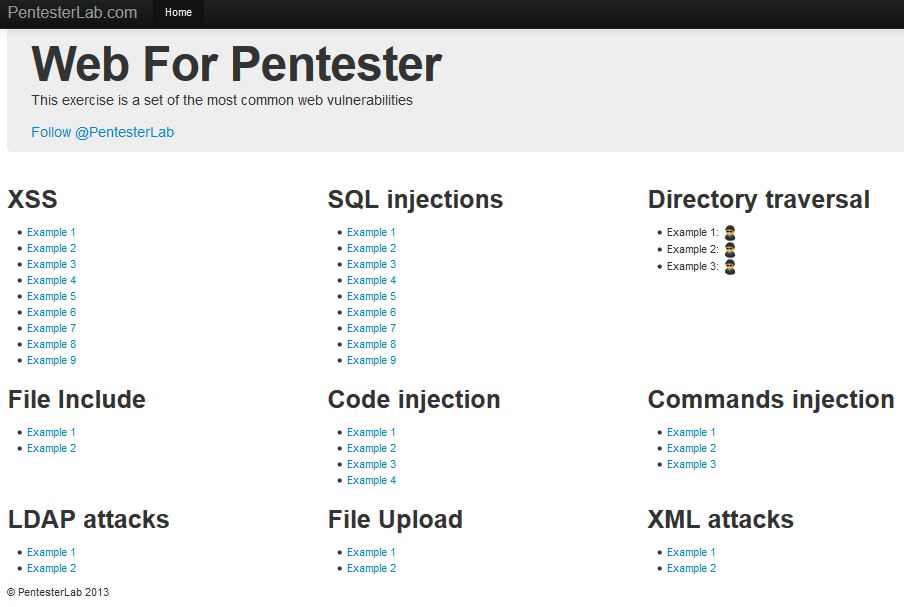 PentesterLab.com Home
Web For Pentester
This exercise is a set of the most common web vulnerabilities
Follow @PentesterLab
XSS
Example 1
Example 2
Example 3
Example 4
Example 5
Example 6
Example 7
Example 8
Example 9
SQL injections
Example 1
Example 2
Example 3
Example 4
Example 5
Example 6
Example 7
Example 8
Example 9
Directory traversal
Example 1:
Example 2:
Example 3:
File Include
Example 1
Example 2
Code injection
Example 1
Example 2
Example 3
Example 4
Commands injection
Example 1
Example 2
Example 3
LDAP attacks
Example 1
Example 2
File Upload
Example 1
Example 2
XML attacks
Example 1
Example 2
© PentesterLab 2013